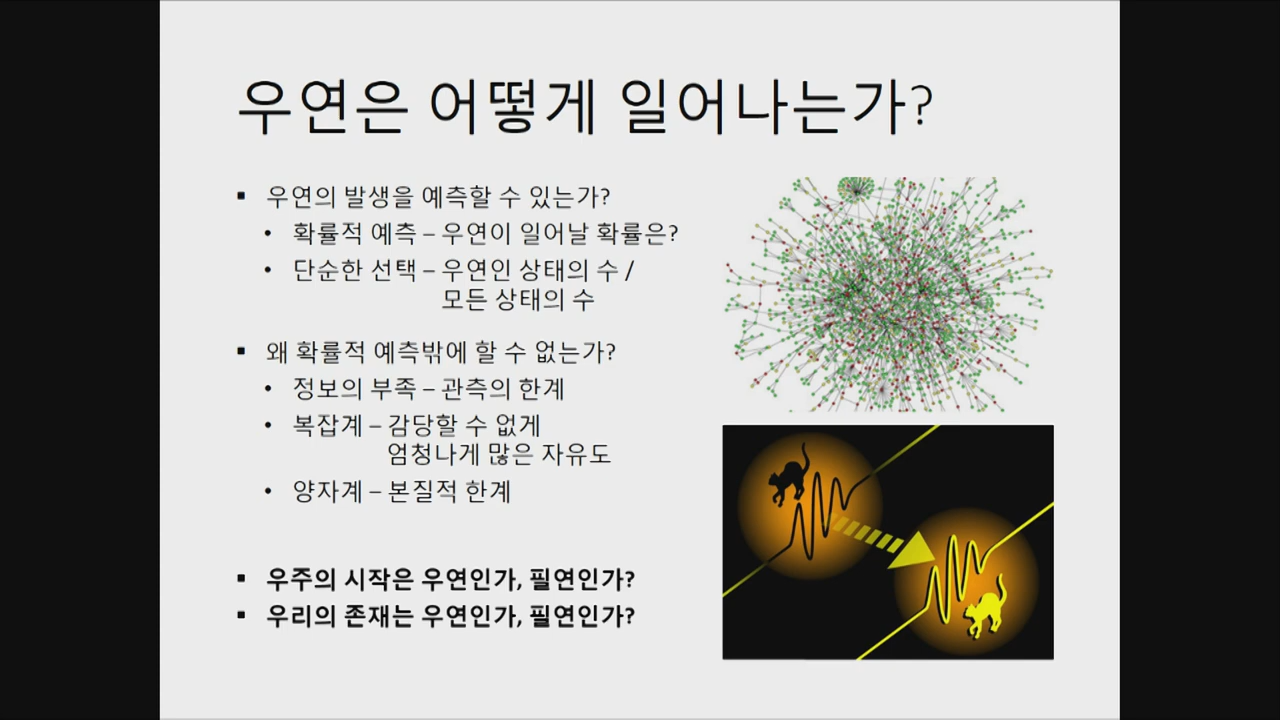 우연은 어떻게 일어나는가?
▪ 우연의 발생을 예측할 수 있는가?
• 확률적 예측 – 우연이 일어날 확률은?
• 단순한 선택 – 우연인 상태의 수 /
모든 상태의 수
▪ 왜 확률적 예측밖에 할 수 없는가?
• 정보의 부족 – 관측의 한계
• 복잡계 – 감당할 수 없게
엄청나게 많은 자유도
• 양자계 – 본질적 한계
▪ 우주의 시작은 우연인가, 필연인가?
▪ 우리의 존재는 우연인가, 필연인가?